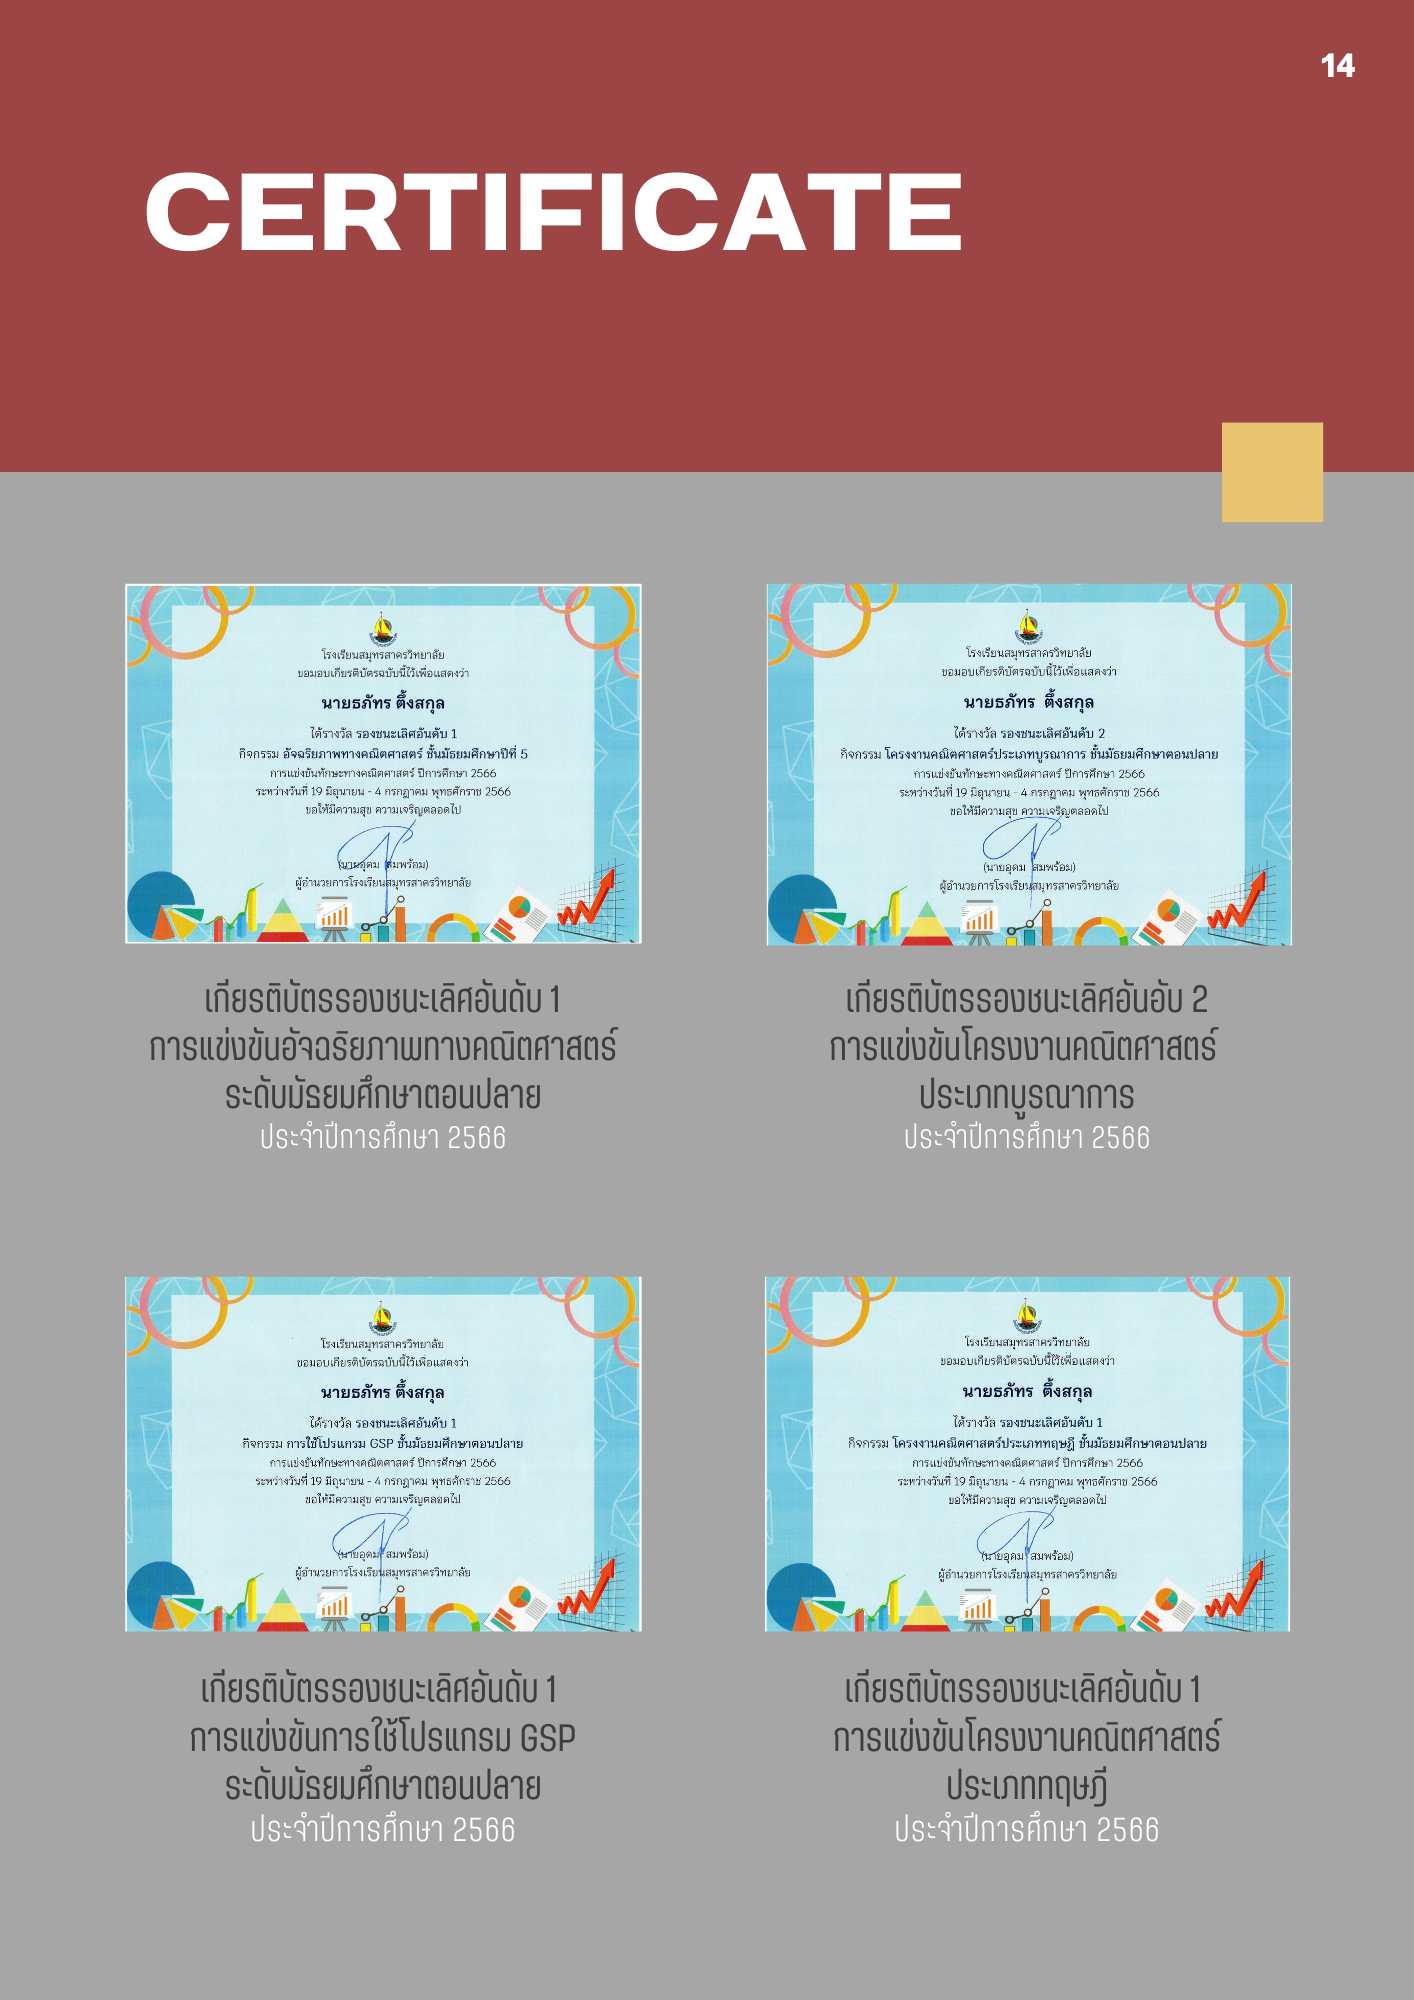 14
CERTIFICATE
โรงเรียนสมุทรสาครวิทยาลัย
ขอมอบเกียรติบัตรฉบับนี้ไว้เพื่อแสดงว่า
นายธภัทร ตึ้งสกุล
ได้รางวัล รองชนะเลิศอันดับ 1
กิจกรรม อัจฉริยภาพทางคณิตศาสตร์ ชั้นมัธยมศึกษาปีที่ 5
การแข่งขันทักษะทางคณิตศาสตร์ ปีการศึกษา 2566
ระหว่างวันที่ 19 มิถุนายน - 4 กรกฎาคม พุทธศักราช 2566
ขอให้มีความสุข ความเจริญตลอดไป
(นายอุดม สมพร้อม)
ผู้อำนวยการโรงเรียนสมุทรสาครวิทยาลัย
เกียรติบัตรรองชนะเลิศอันดับ 1
การแข่งขันอัจฉริยภาพทางคณิตศาสตร์
ระดับมัธยมศึกษาตอนปลาย
ประจำปีการศึกษา 2566
โรงเรียนสมุทรสาครวิทยาลัย
ขอมอบเกียรติบัตรฉบับนี้ไว้เพื่อแสดงว่า
นายธภัทร ตึ้งสกุล
ได้รางวัล รองชนะเลิศอันดับ 2
กิจกรรม โครงงานคณิตศาสตร์ประเภทบูรณาการ ชั้นมัธยมศึกษาตอนปลาย
การแข่งขันทักษะทางคณิตศาสตร์ ปีการศึกษา 2566
ระหว่างวันที่ 19 มิถุนายน - 4 กรกฎาคม พุทธศักราช 2566
ขอให้มีความสุข ความเจริญตลอดไป
(นายอุดม สมพร้อม)
ผู้อำนวยการโรงเรียนสมุทรสาครวิทยาลัย
เกียรติบัตรรองชนะเลิศอันอับ 2
การแข่งขันโครงงานคณิตศาสตร์
ประเภทบูรณาการ
ประจำปีการศึกษา 2566
โรงเรียนสมุทรสาครวิทยาลัย
ขอมอบเกียรติบัตรฉบับนี้ไว้เพื่อแสดงว่า
นายธภัทร ตึ้งสกุล
ได้รางวัล รองชนะเลิศอันดับ 1
กิจกรรม การใช้โปรแกรม GSP ชั้นมัธยมศึกษาตอนปลาย
การแข่งขันทักษะทางคณิตศาสตร์ ปีการศึกษา 2566
ระหว่างวันที่ 19 มิถุนายน - 4 กรกฎาคม พุทธศักราช 2566
ขอให้มีความสุข ความเจริญตลอดไป
(นายอุดม สมพร้อม)
ผู้อำนวยการโรงเรียนสมุทรสาครวิทยาลัย
เกียรติบัตรรองชนะเลิศอันดับ 1
การแข่งขันการใช้โปรแกรม GSP
ระดับมัธยมศึกษาตอนปลาย
ประจำปีการศึกษา 2566
โรงเรียนสมุทรสาครวิทยาลัย
ขอมอบเกียรติบัตรฉบับนี้ไว้เพื่อแสดงว่า
นายธภัทร ตึ้งสกุล
ได้รางวัล รองชนะเลิศอันดับ 1
กิจกรรม โครงงานคณิตศาสตร์ประเภททฤษฎี ชั้นมัธยมศึกษาตอนปลาย
การแข่งขันทักษะทางคณิตศาสตร์ ปีการศึกษา 2566
ระหว่างวันที่ 19 มิถุนายน - 4 กรกฎาคม พุทธศักราช 2566
ขอให้มีความสุข ความเจริญตลอดไป
(นายอุดม สมพร้อม)
ผู้อำนวยการโรงเรียนสมุทรสาครวิทยาลัย
เกียรติบัตรรองชนะเลิศอันดับ 1
การแข่งขันโครงงานคณิตศาสตร์
ประเภททฤษฎี
ประจำปีการศึกษา 2566